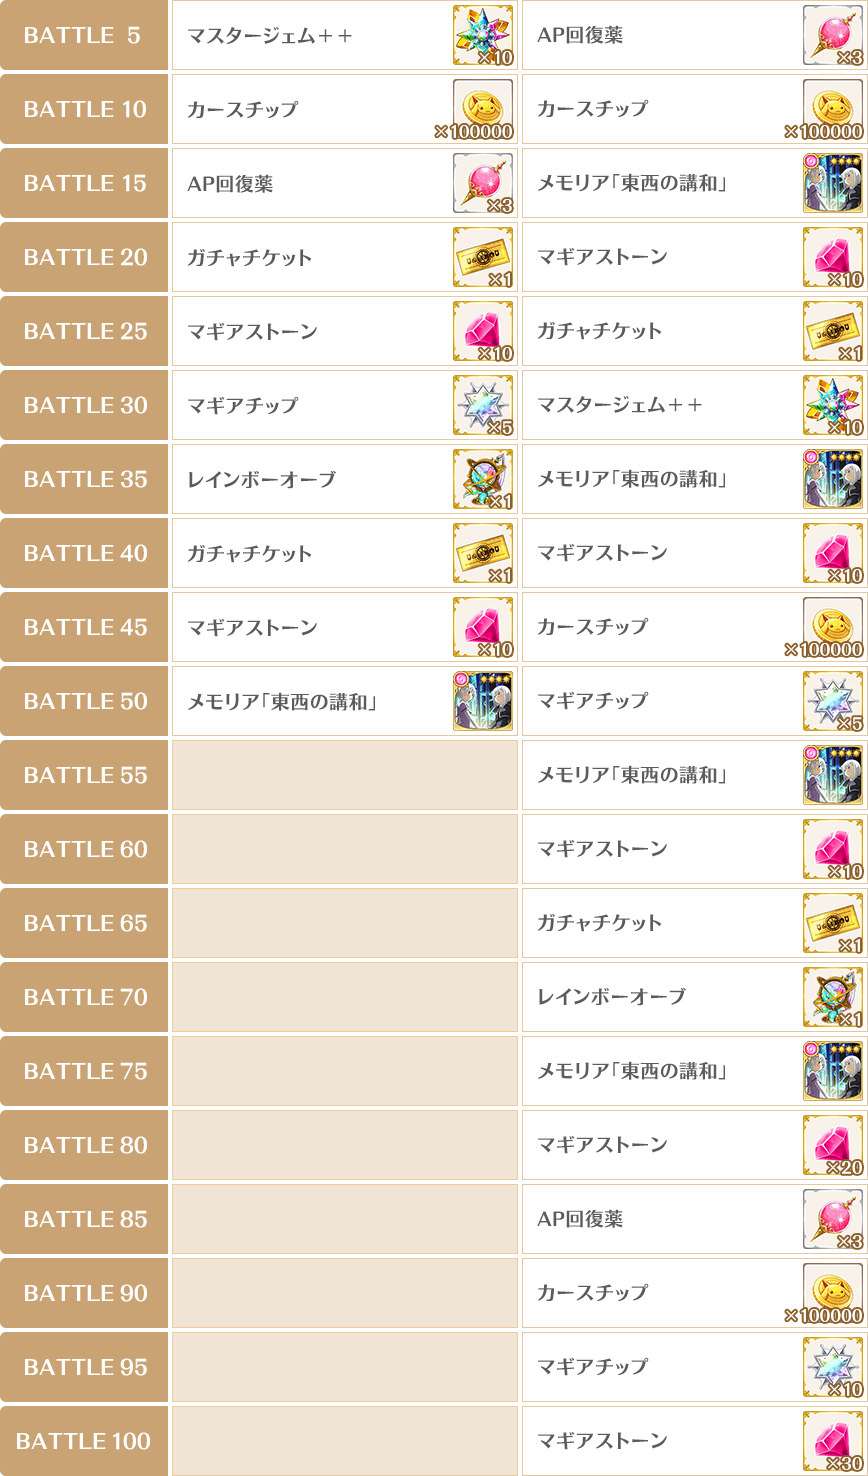 BATTLE 5
マスタージェム＋＋
×10
AP回復薬
×3
BATTLE 10
カースチップ
×100000
カースチップ
×100000
BATTLE 15
AP回復薬
×3
メモリア「東西の講和」
BATTLE 20
ガチャチケット
×1
マギアストーン
×10
BATTLE 25
マギアストーン
×10
ガチャチケット
×1
BATTLE 30
マギアチップ
×5
マスタージェム＋＋
×10
BATTLE 35
レインボーオーブ
×1
メモリア「東西の講和」
BATTLE 40
ガチャチケット
×1
マギアストーン
×10
BATTLE 45
マギアストーン
×10
カースチップ
×100000
BATTLE 50
メモリア「東西の講和」
マギアチップ
×5
BATTLE 55
メモリア「東西の講和」
BATTLE 60
マギアストーン
×10
BATTLE 65
ガチャチケット
×1
BATTLE 70
レインボーオーブ
×1
BATTLE 75
メモリア「東西の講和」
BATTLE 80
マギアストーン
×20
BATTLE 85
AP回復薬
×3
BATTLE 90
カースチップ
×100000
BATTLE 95
マギアチップ
×10
BATTLE 100
マギアストーン
×30